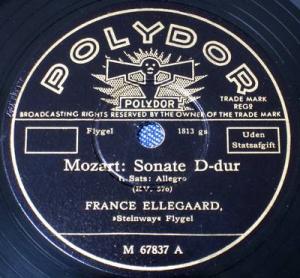 POLYDOR
POLYDOR
TRADE MARK
REGD
BROADCASTING RIGHTS RESERVED BY THE OWNER OF THE TRADE MARK
Flygel
1813 gs
Uden
Statsafgift
Mozart: Sonate D-dur
Sats: Allegro
(KV. 576)
FRANCE ELLEGAARD,
»Steinway« Flygel
M 67837 A